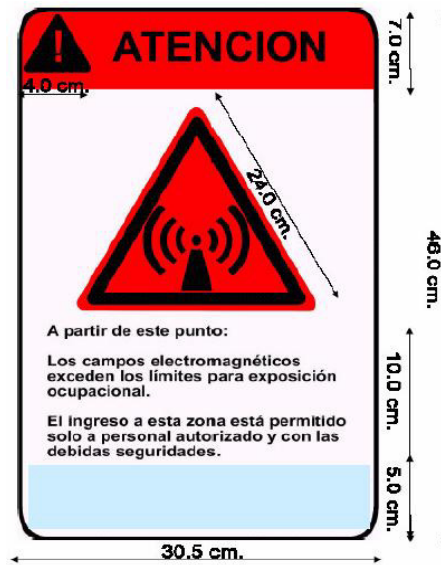 ATENCION
7.0 cm.
4.0 cm.
24.0 cm.
46.0 cm.
A partir de este punto:
Los campos electromagnéticos
exceden los límites para exposición
ocupacional.
10.0 cm.
El ingreso a esta zona está permitido
solo a personal autorizado y con las
debidas seguridades.
5.0 cm.
30.5 cm.